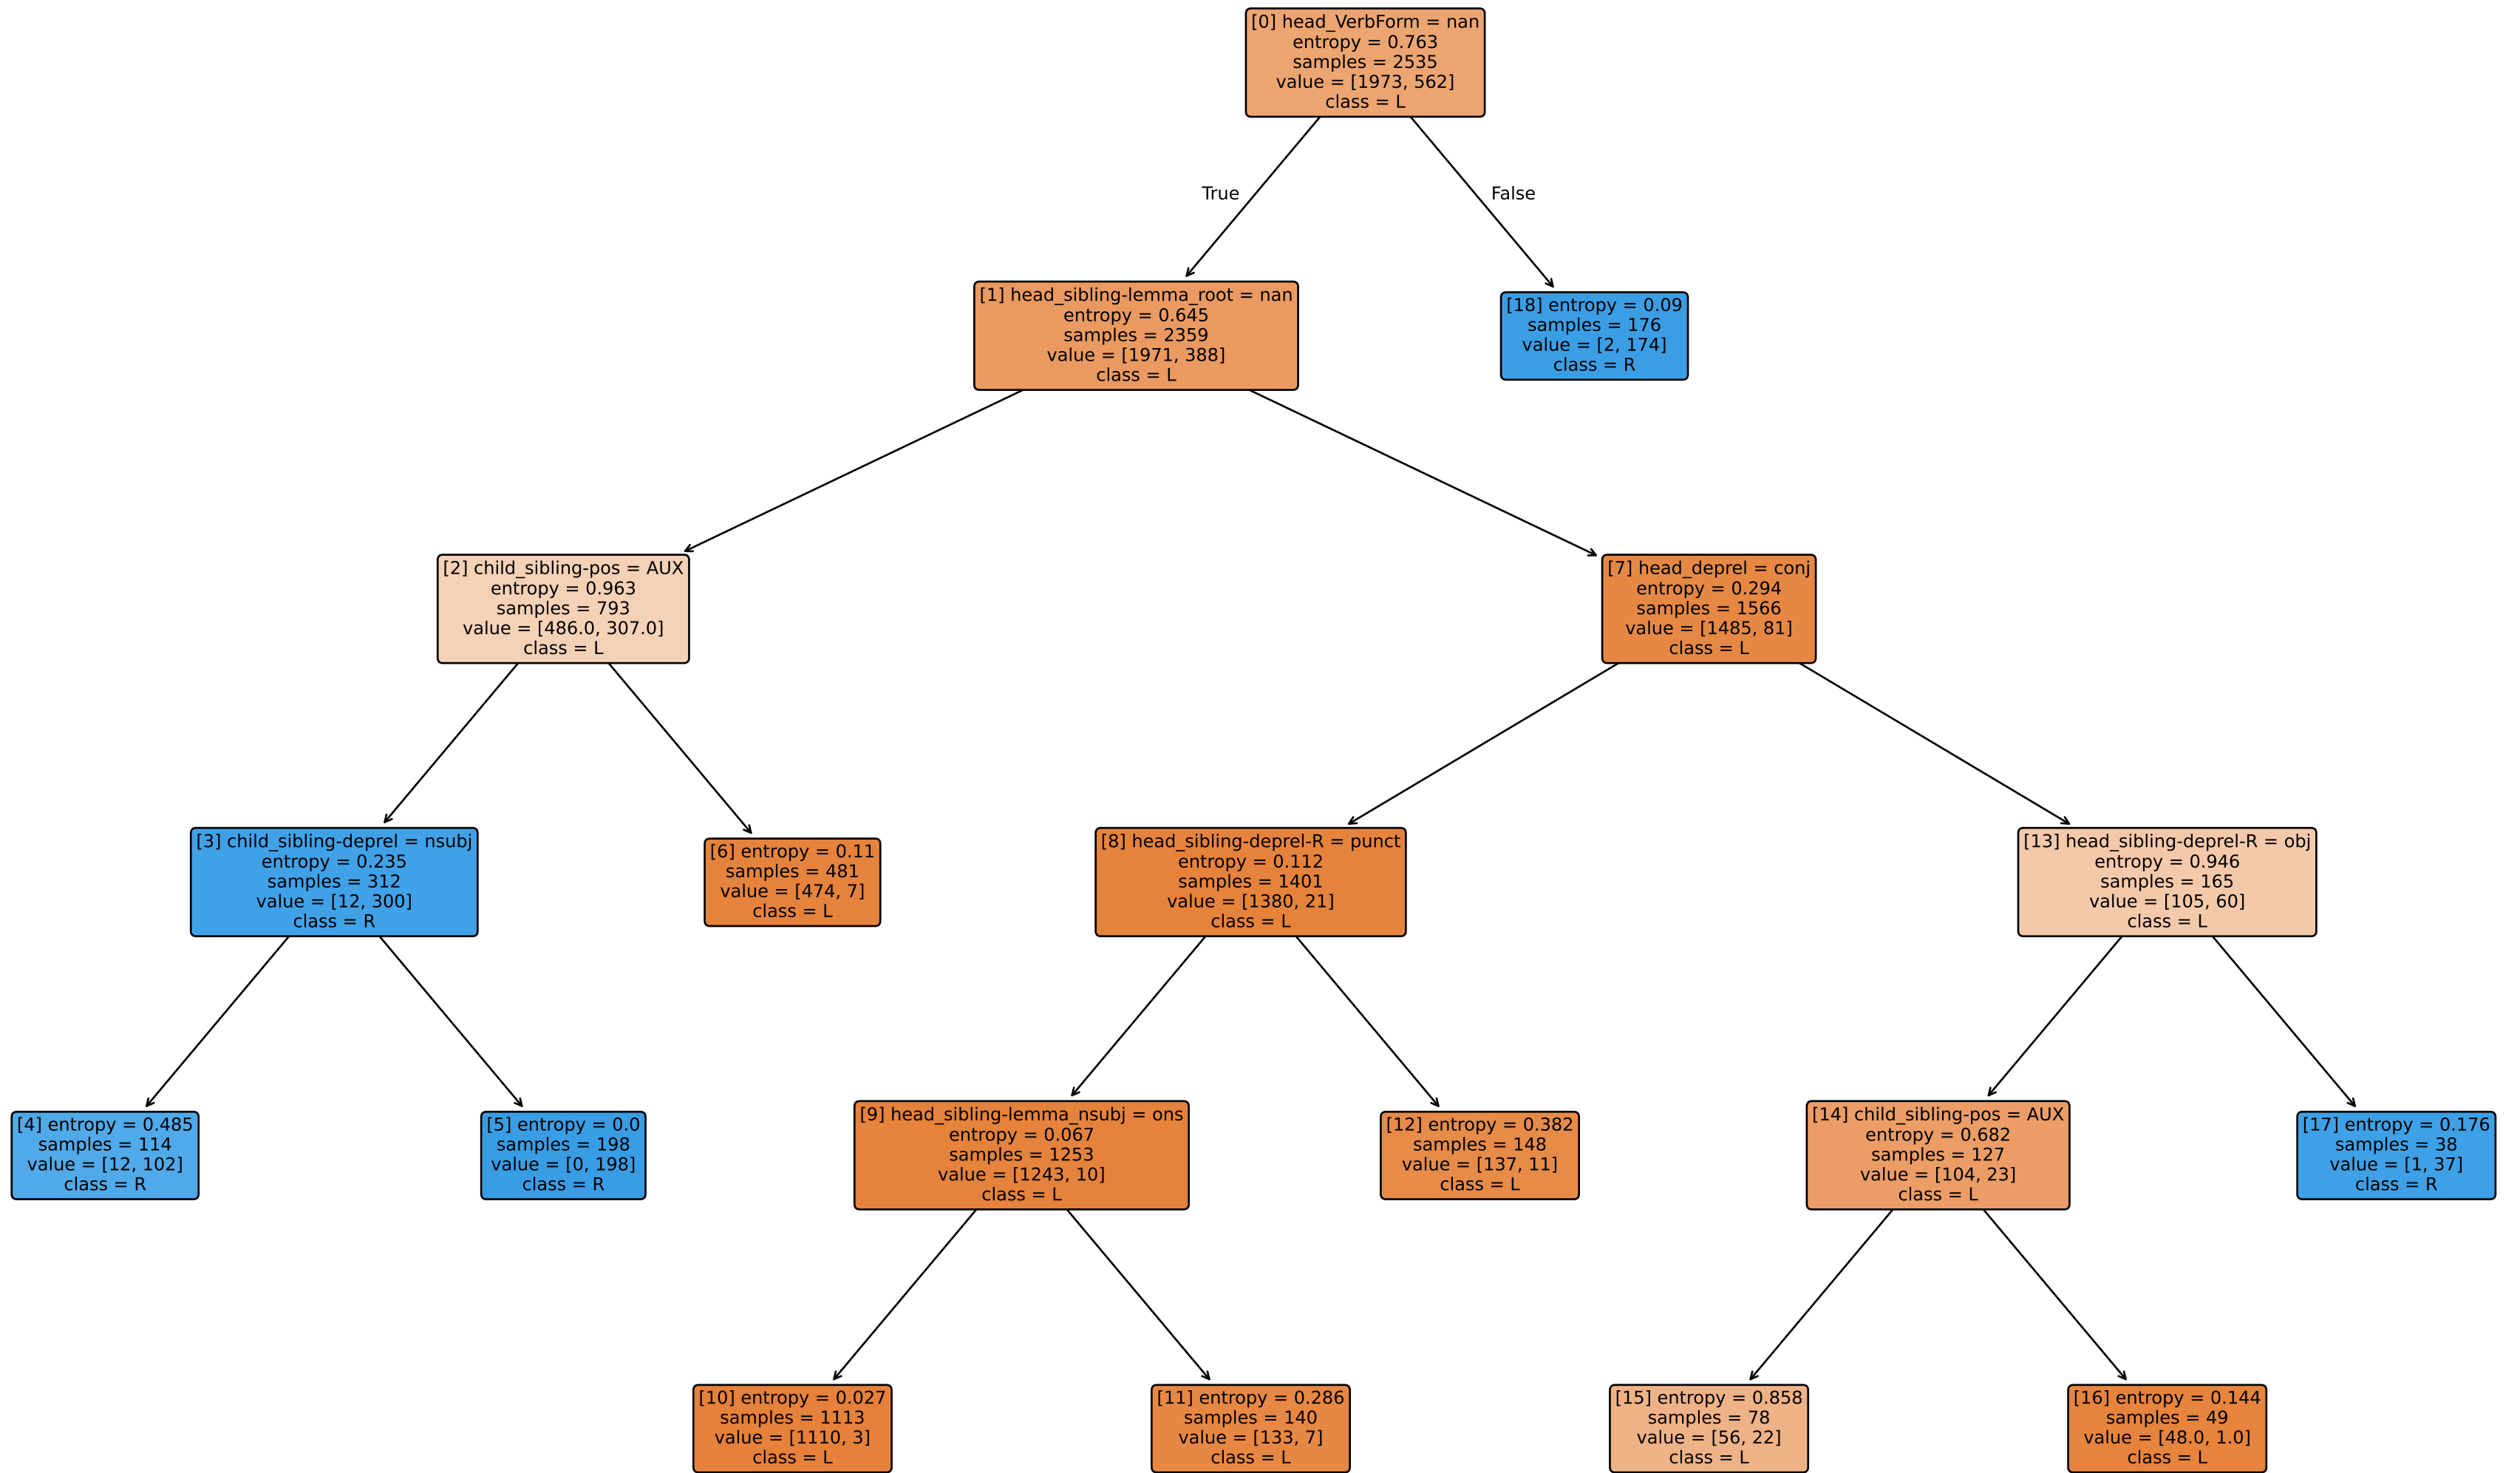 [0] head_VerbForm = nan
entropy = 0.763
samples = 2535
value = [1973, 562]
class = L
True
False
[1] head_sibling-lemma_root = nan
entropy = 0.645
samples = 2359
value = [1971, 388]
class = L
[18] entropy = 0.09
samples = 176
value = [2, 174]
class = R
[2] child_sibling-pos = AUX
entropy = 0.963
samples = 793
value = [486.0, 307.0]
class = L
[7] head_deprel = conj
entropy = 0.294
samples = 1566
value = [1485, 81]
class = L
[3] child_sibling-deprel = nsubj
entropy = 0.235
samples = 312
value = [12, 300]
class = R
[6] entropy = 0.11
samples = 481
value = [474, 7]
class = L
[8] head_sibling-deprel-R = punct
entropy = 0.112
samples = 1401
value = [1380, 21]
class = L
[13] head_sibling-deprel-R = obj
entropy = 0.946
samples = 165
value = [105, 60]
class = L
[4] entropy = 0.485
samples = 114
value = [12, 102]
class = R
[5] entropy = 0.0
samples = 198
value = [0, 198]
class = R
[9] head_sibling-lemma_nsubj = ons
entropy = 0.067
samples = 1253
value = [1243, 10]
class = L
[12] entropy = 0.382
samples = 148
value = [137, 11]
class = L
[14] child_sibling-pos = AUX
entropy = 0.682
samples = 127
value = [104, 23]
class = L
[17] entropy = 0.176
samples = 38
value = [1, 37]
class = R
[10] entropy = 0.027
samples = 1113
value = [1110, 3]
class = L
[11] entropy = 0.286
samples = 140
value = [133, 7]
class = L
[15] entropy = 0.858
samples = 78
value = [56, 22]
class = L
[16] entropy = 0.144
samples = 49
value = [48.0, 1.0]
class = L